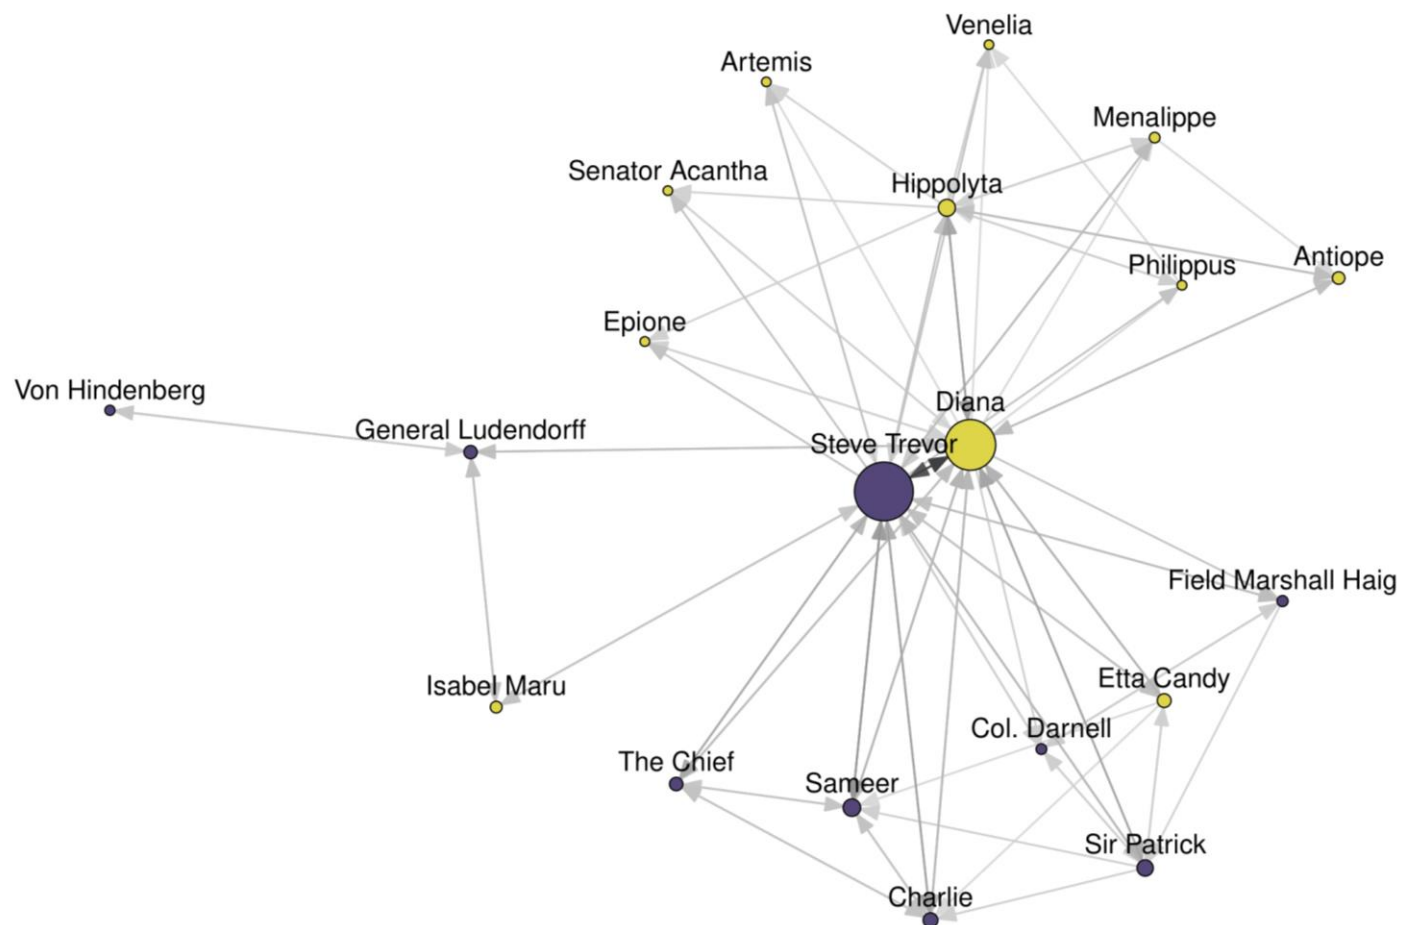 Venelia
Artemis
Menalippe
Senator Acantha
Hippolyta
Antiope
Philippus
Epione
Von Hindenberg
Diana
General Ludendorff
Steve Trevor
Field Marshall Haig
Etta Candy
Isabel Maru
Col. Darnell
The Chief
Sameer
Sir Patrick
Charlie